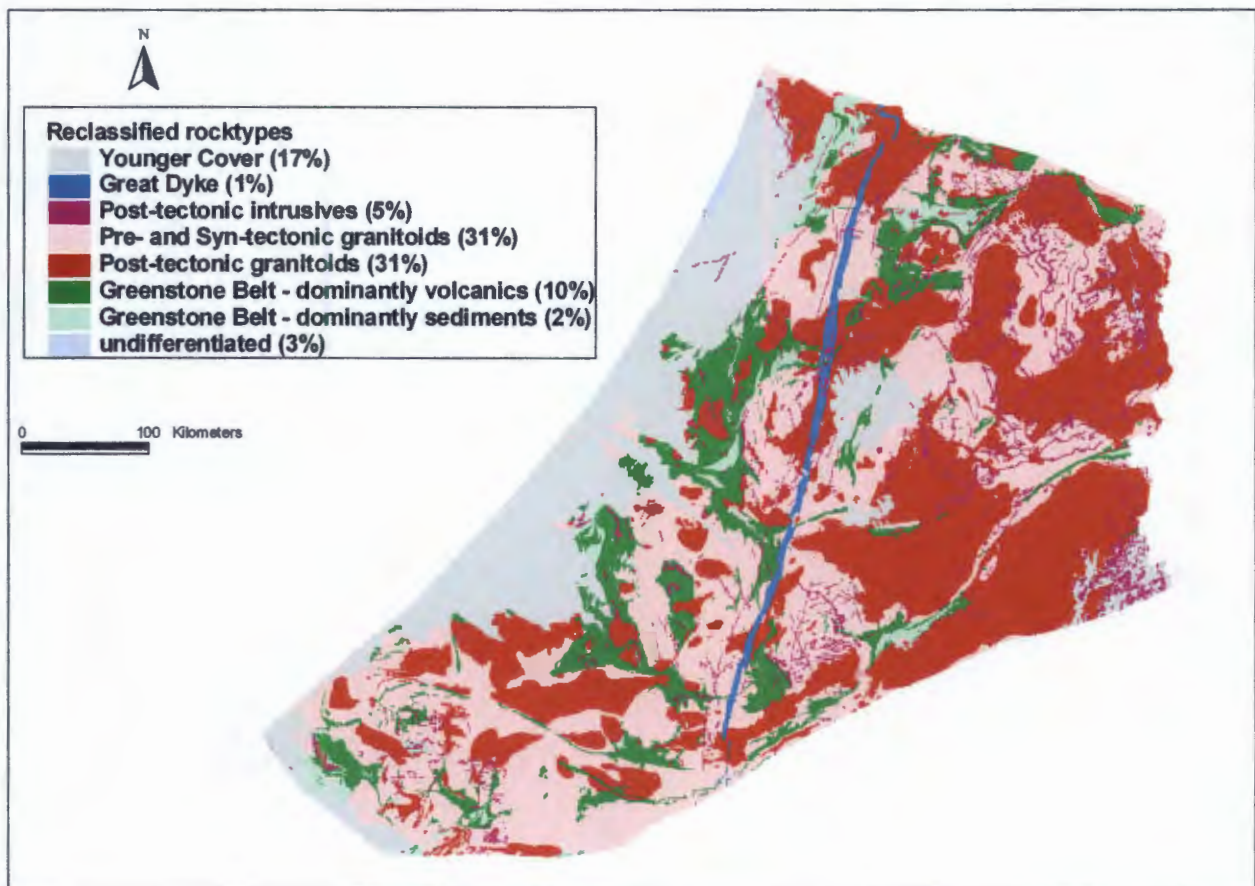 N
Reclassified rocktypes
Younger Cover (17%)
Great Dyke (1%)
Post-tectonic intrusives (5%)
Pre- and Syn-tectonic granitoids (31%)
Post-tectonic granitoids (31%)
Greenstone Belt - dominantly volcanics (10%)
Greenstone Belt - dominantly sediments (2%)
undifferentiated (3%)
0 100 Kilometers